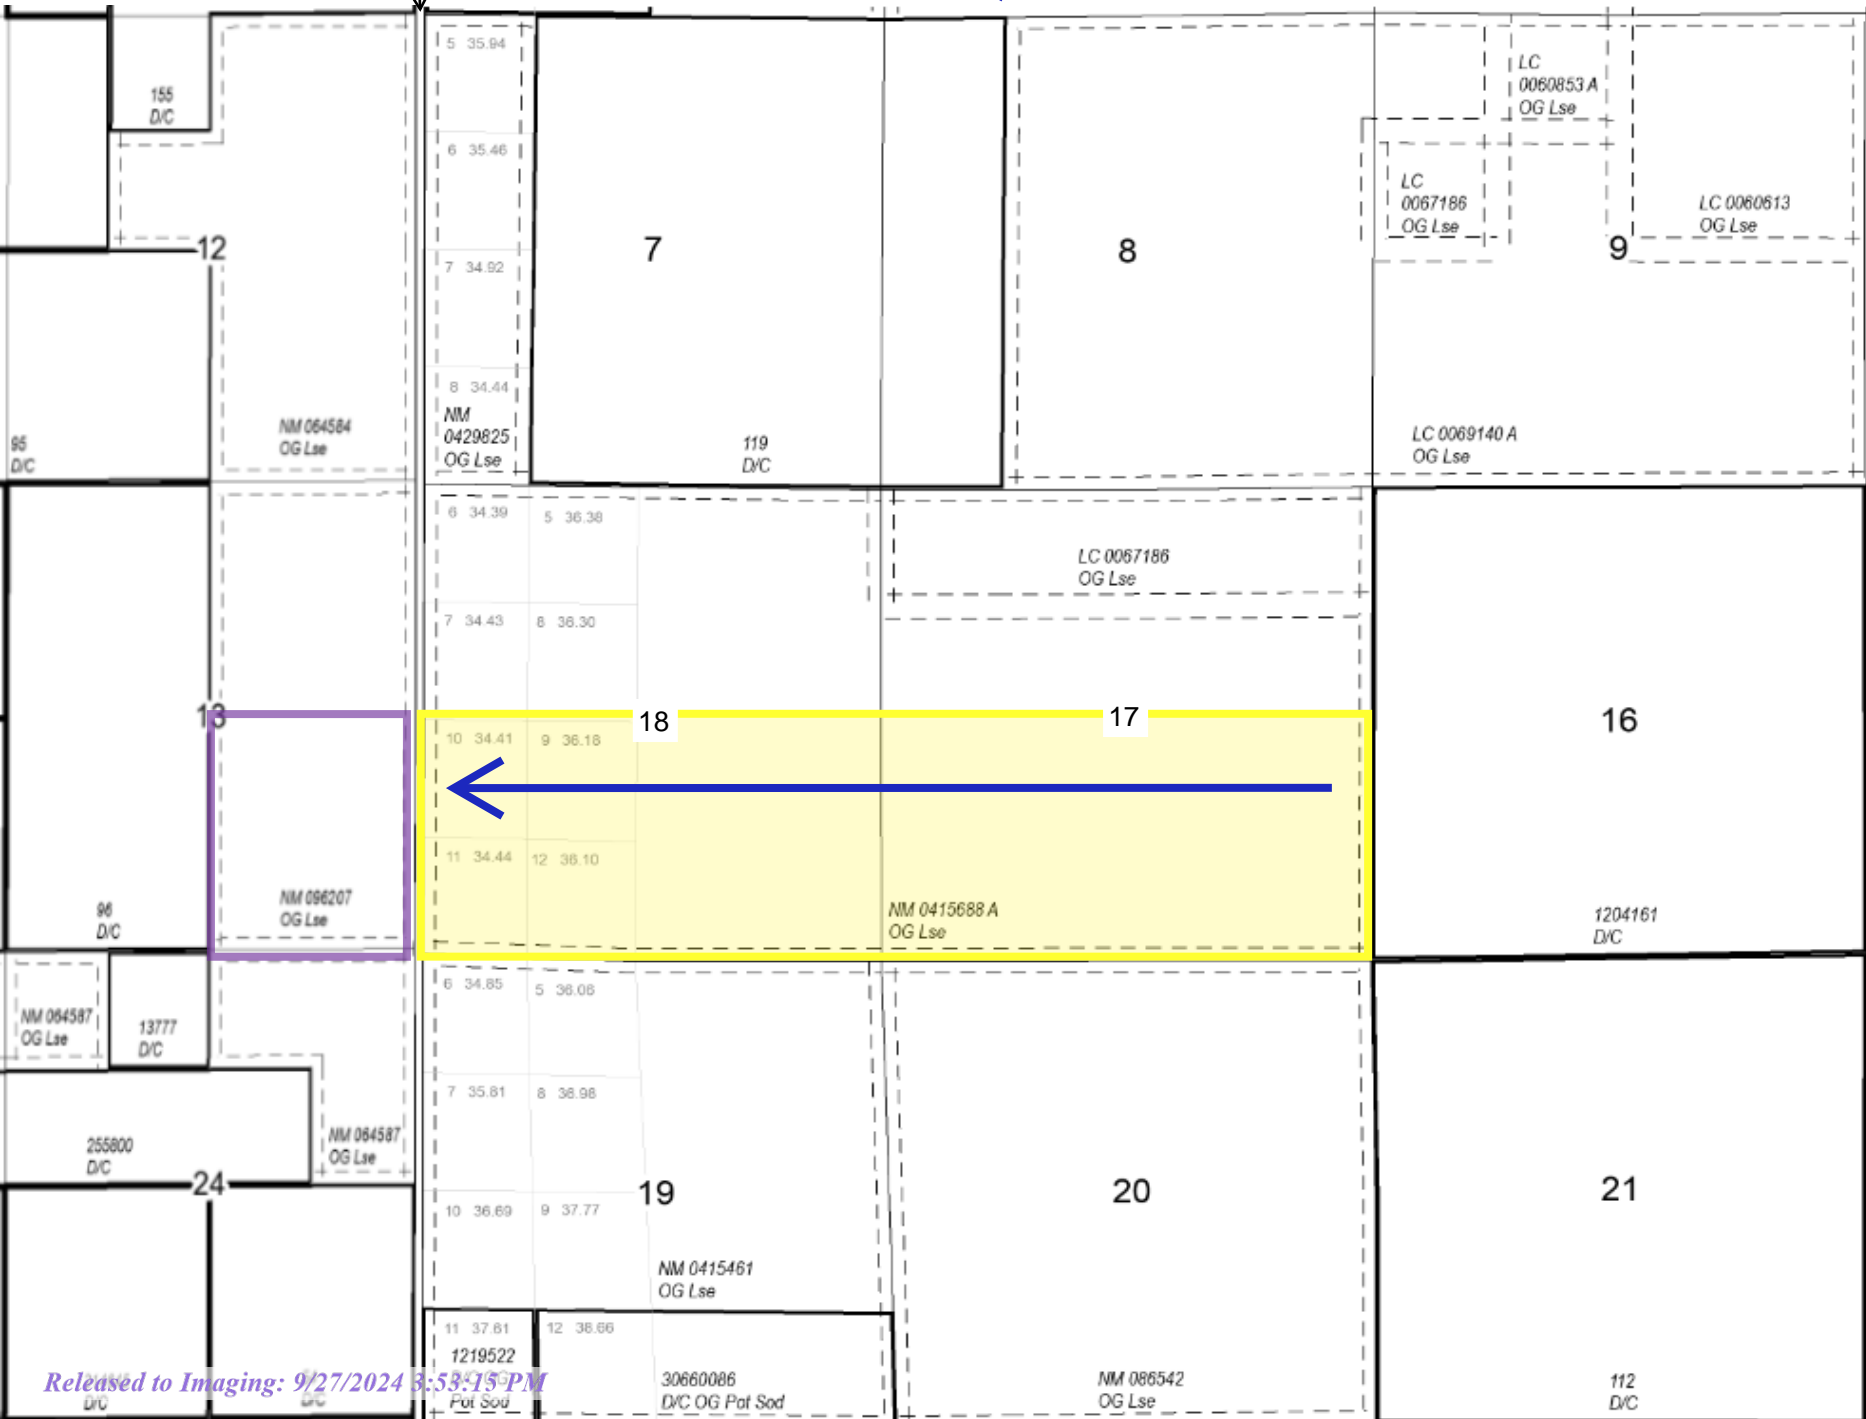 155
D/C
12
95
D/C
NM 064584
OG Lse
5 35.94
6 35.46
7 34.92
8 34.44
NM
0429825
OG Lse
7
119
D/C
8
LC
0060853 A
OG Lse
LC
0067186
OG Lse
9
LC 0060613
OG Lse
LC 0069140 A
OG Lse
13
96
D/C
NM 096207
OG Lse
6 34.39 5 36.38
7 34.43 8 36.30
10 34.41 9 36.18
11 34.44 12 36.10
18
LC 0067186
OG Lse
17
NM 0415688 A
OG Lse
16
1204161
D/C
NM 064587
OG Lse
13777
D/C
255800
D/C
NM 064587
OG Lse
24
6 34.85 5 36.08
7 35.81 8 36.98
10 36.69 9 37.77
19
NM 0415461
OG Lse
11 37.61 12 38.66
1219522
Pat Sod
30660086
D/C OG Pat Sod
20
NM 086542
OG Lse
21
112
D/C
D/C
D/C
Released to Imaging: 9/27/2024 3:53:15 PM